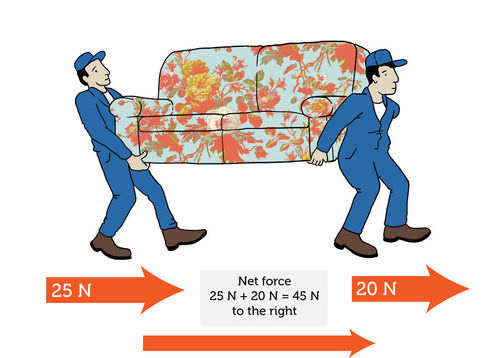 25 N
Net force
25 N + 20 N = 45 N
to the right
20 N